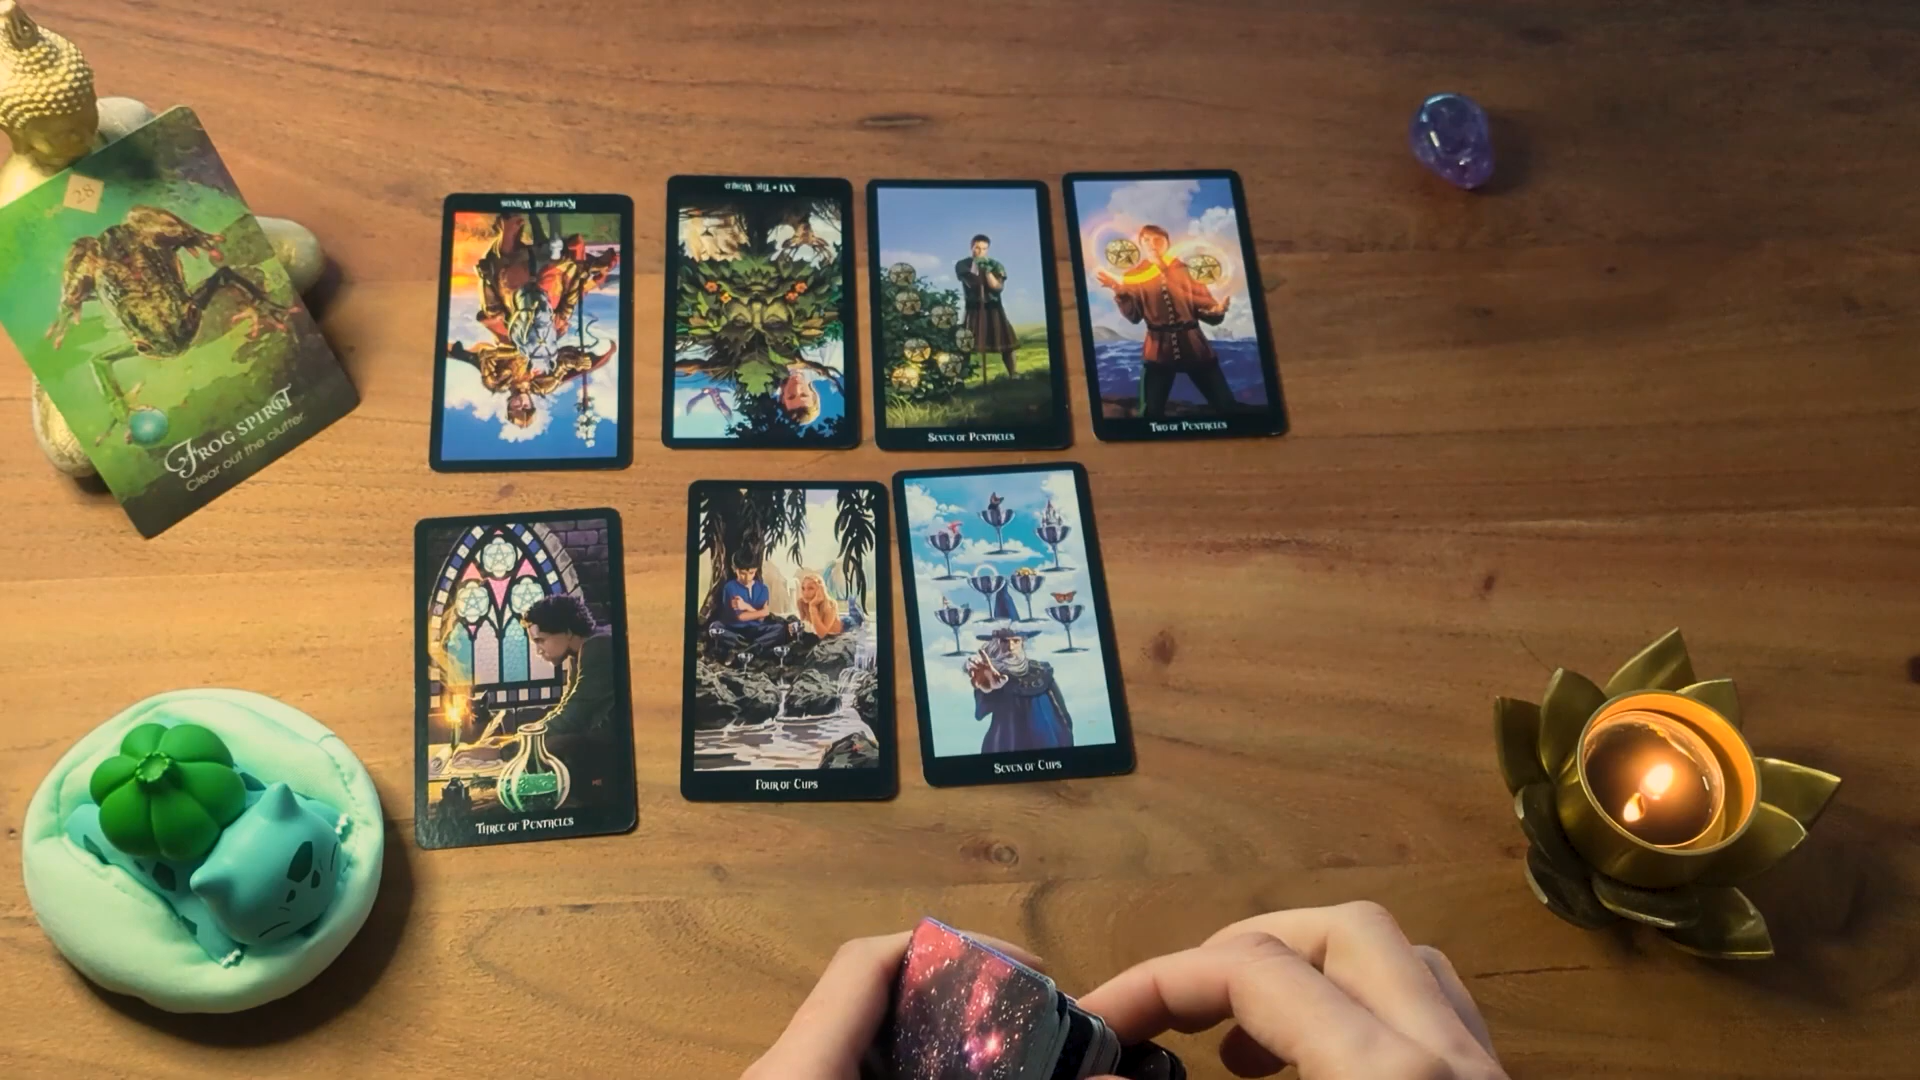 28
FROG SPIRIT
Clear out the clutter.
KNIGHT OF WANDS
XXI • THE WORLD
SEVEN OF PENTACLES
TWO OF PENTACLES
THREE OF PENTACLES
FOUR OF CUPS
SEVEN OF CUPS